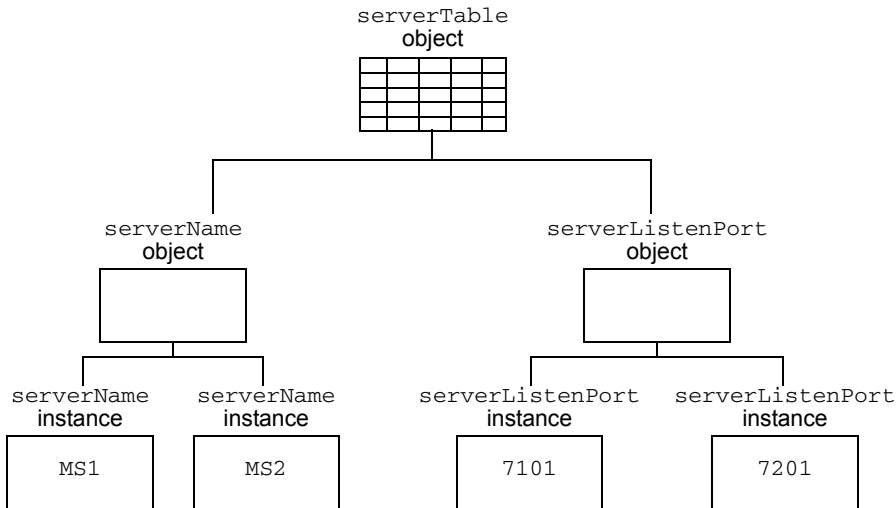 serverTable
object
serverName
object
serverListenPort
object
serverName
instance
serverName
instance
serverListenPort
instance
serverListenPort
instance
MS1
MS2
7101
7201